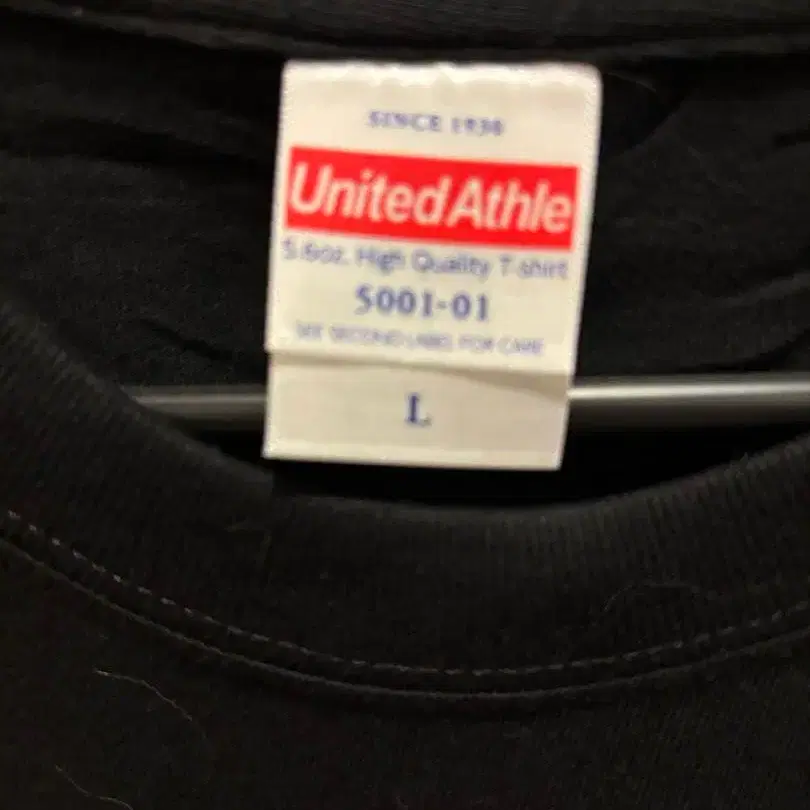 SINCE 1930
United Athle
5.6oz. High Quality T-shirt
5001-01
SEE SECOND LABEL FOR CARE
L